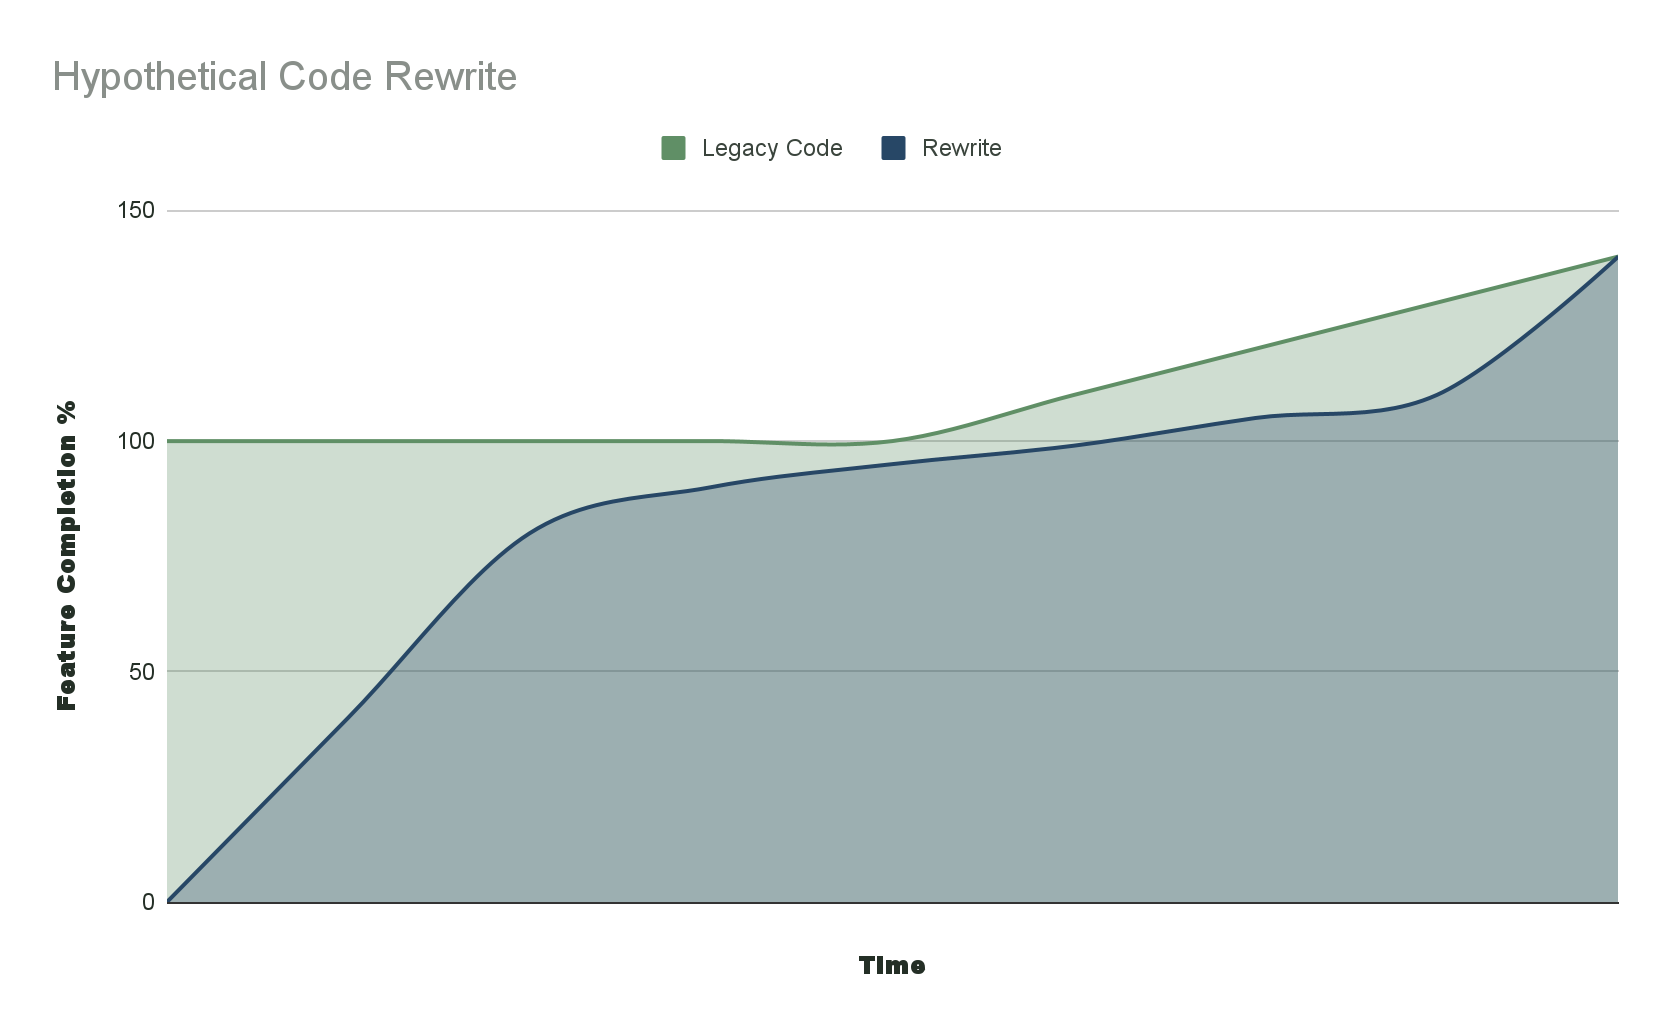 Hypothetical Code Rewrite
Legacy Code
Rewrite
150
100
50
0
Feature Completion %
Time